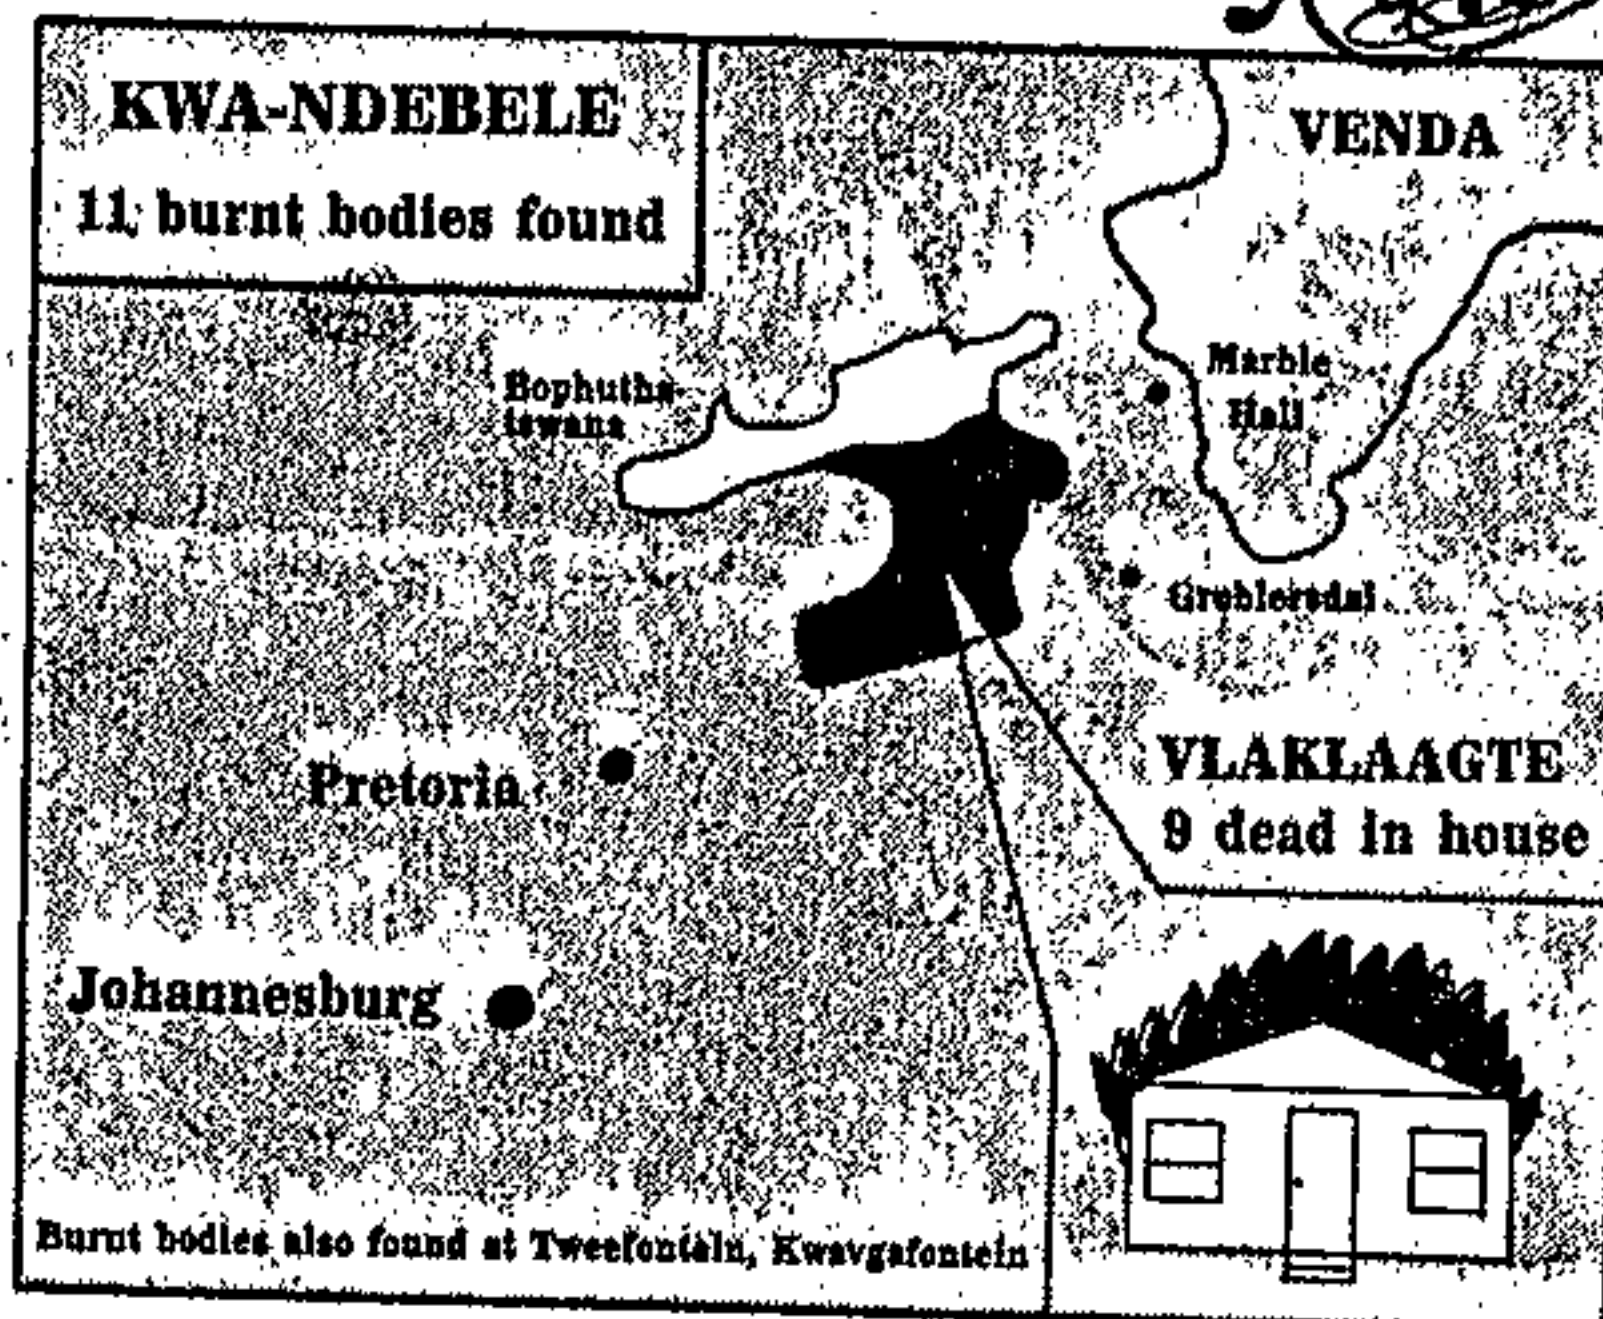 KWA-NDEBELE
11 burnt bodies found
VENDA
Bophutha-
tswana
Marble
Hall
Groblersdal
Pretoria
VLAKLAAGTE
9 dead in house
Johannesburg
Burnt bodies also found at Tweefontein, Kwavgafontein